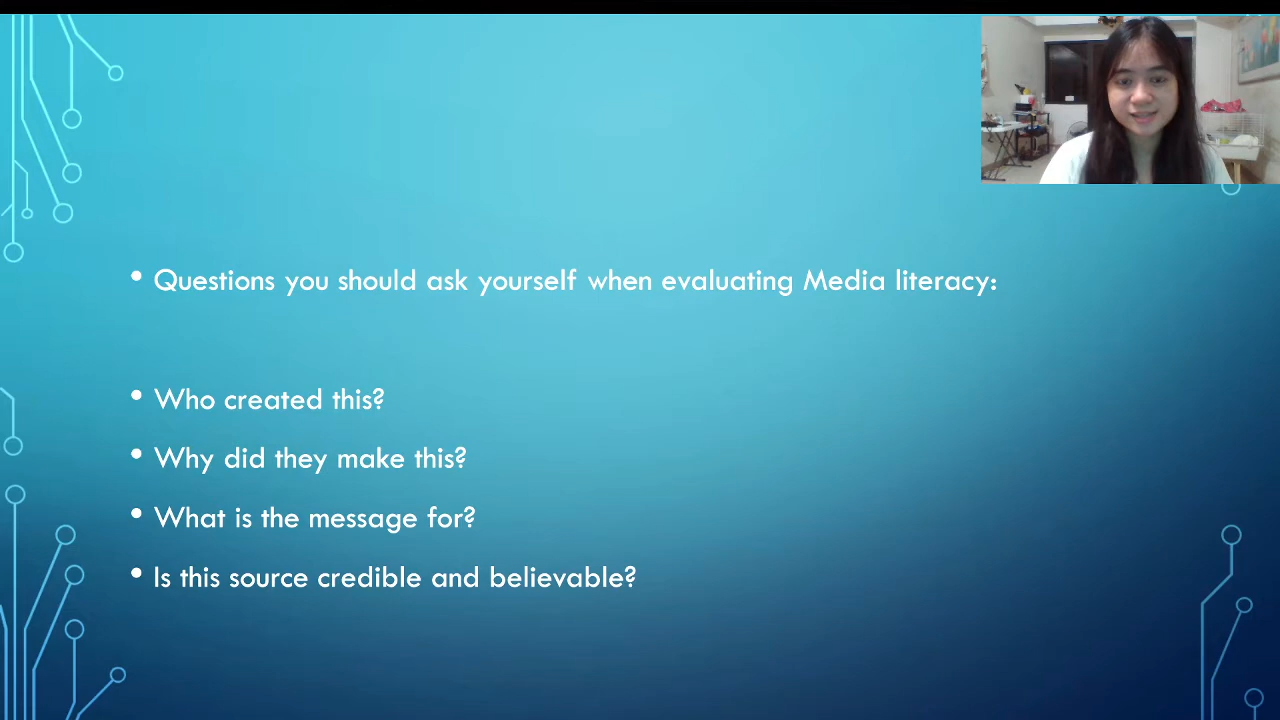 • Questions you should ask yourself when evaluating Media literacy:
• Who created this?
• Why did they make this?
• What is the message for?
• Is this source credible and believable?